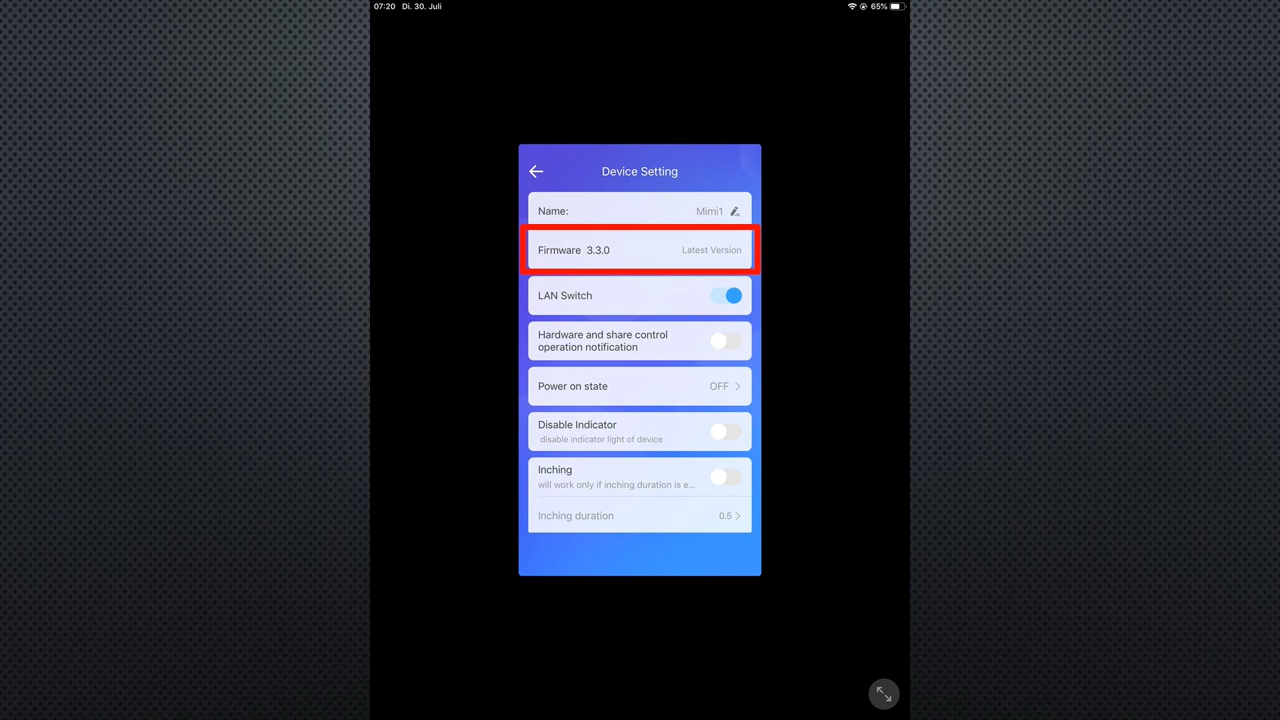 07:20 Di. 30. Juli
65%
Device Setting
Name: Mimi1
Firmware 3.3.0 Latest Version
LAN Switch
Hardware and share control
operation notification
Power on state OFF
Disable Indicator
disable indicator light of device
Inching
will work only if inching duration is e...
Inching duration 0.5